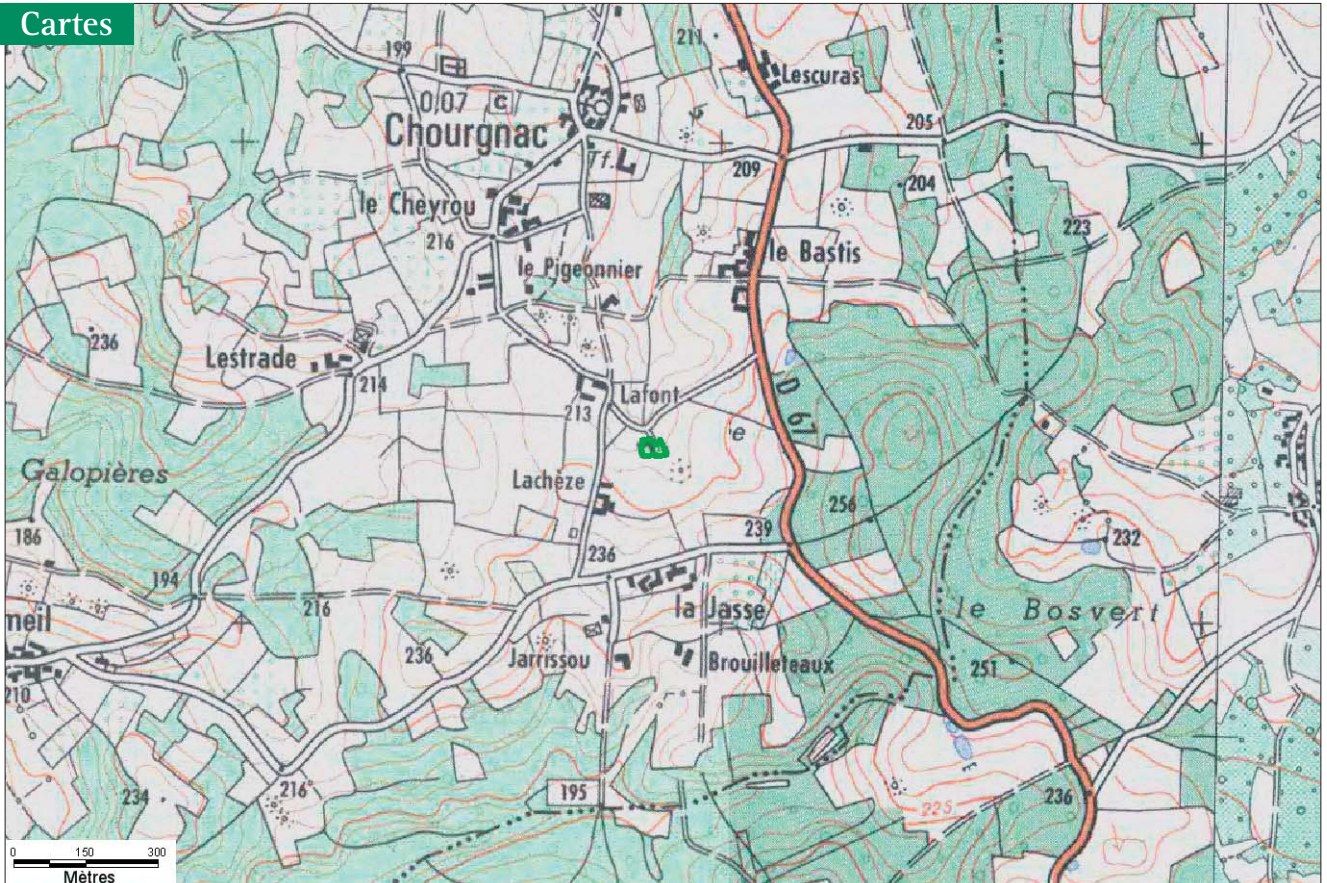 Cartes
199
211
Lescuras
0,07
C
Chourgnac
205
Tf.
209
204
le Cheyrou
223
216
le Bastis
le Pigeonnier
236
Lestrade
214
D 67
Lafont
213
e
Galopières
Lachèze
256
239
186
236
232
194
216
la Jasse
le Bosvert
meil
236
Jarrissou
Brouilleteaux
251
210
216
195
234
236
225
0 150 300
Mètres